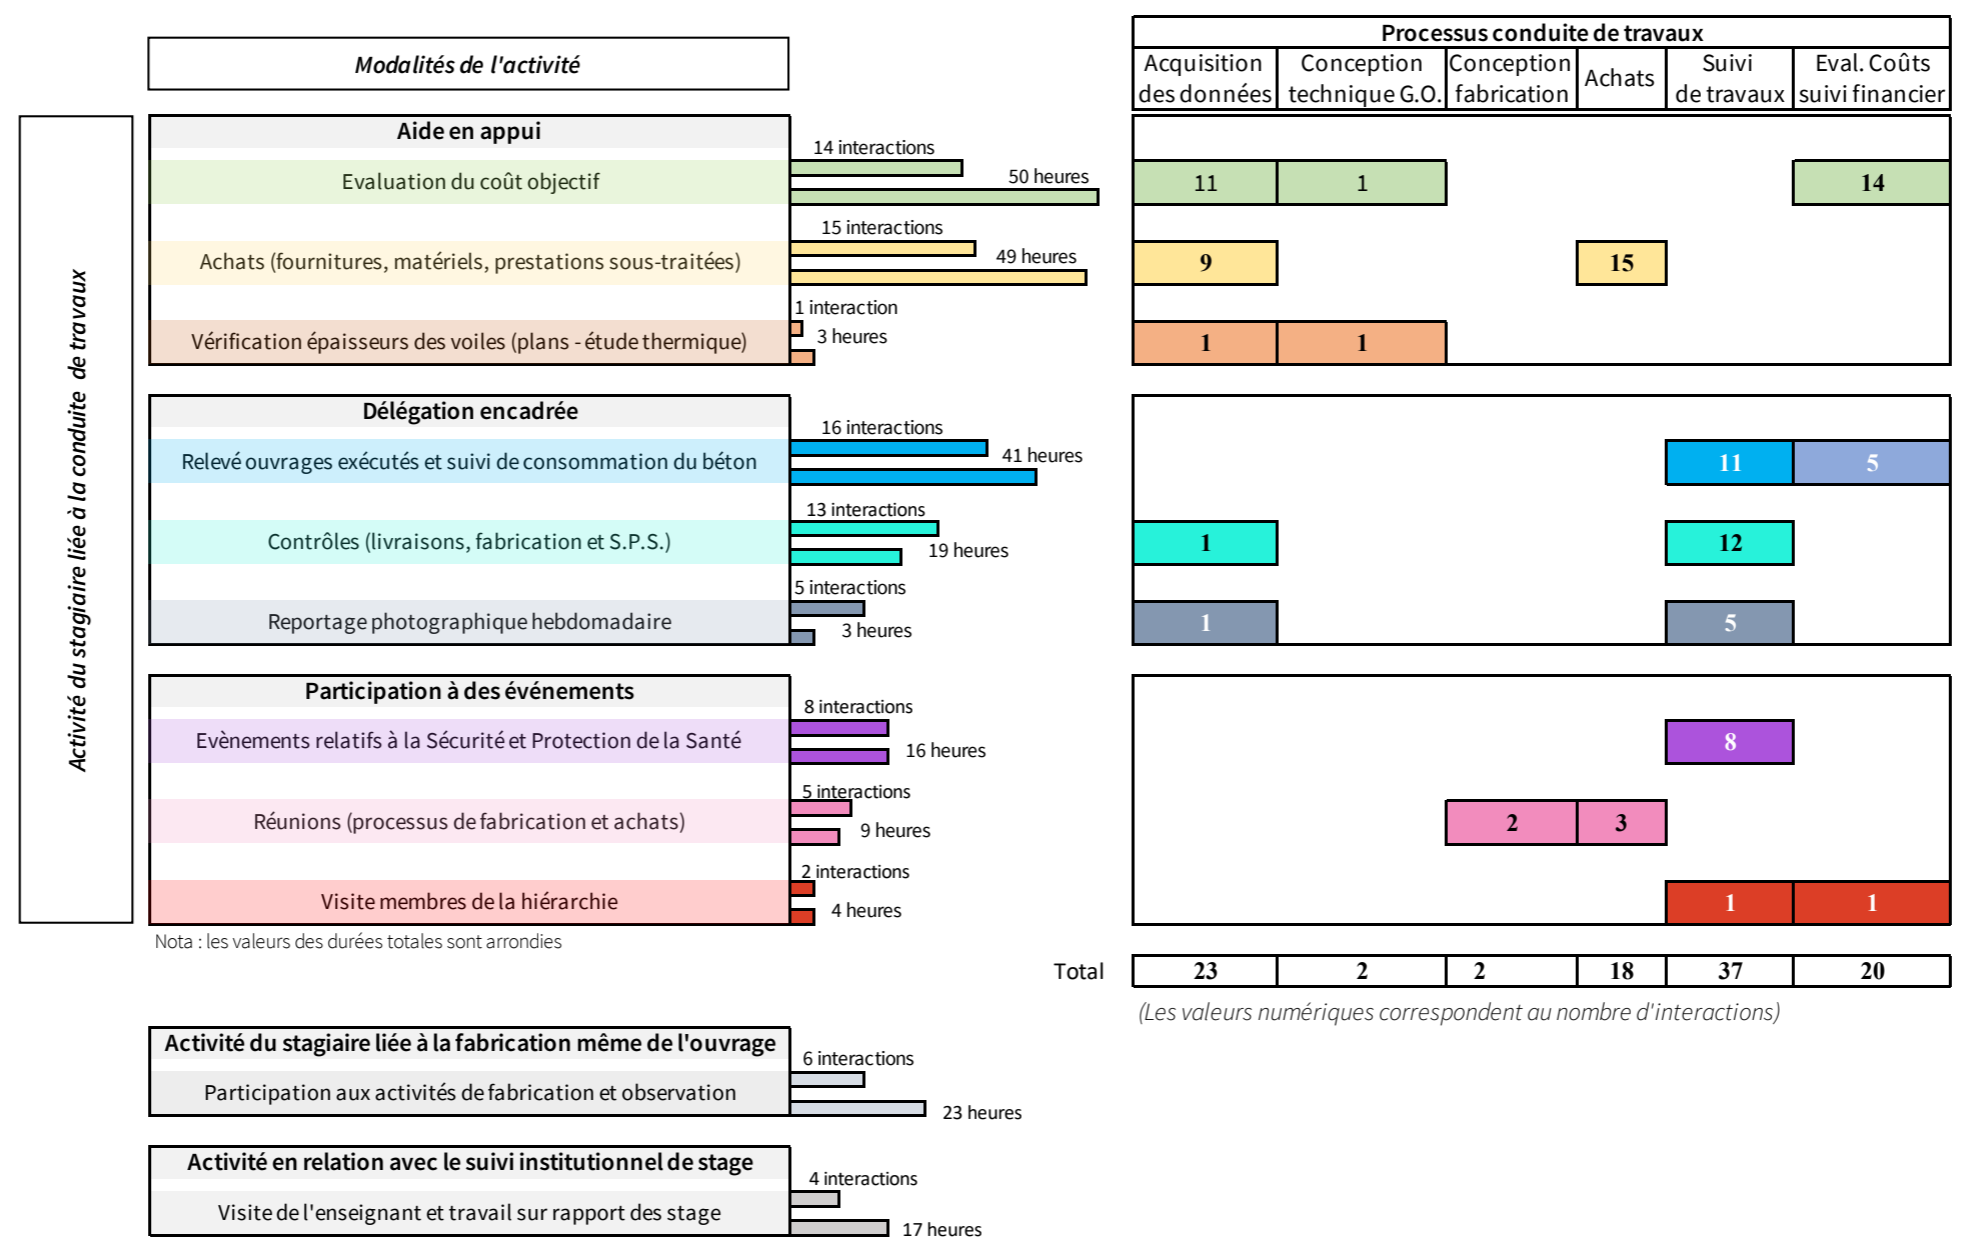 Modalités de l'activité
Processus conduite de travaux
Acquisition des données
Conception technique G.O.
Conception fabrication
Achats
Suivi de travaux
Eval. Coûts suivi financier
Activité du stagiaire liée à la conduite de travaux
Aide en appui
Evaluation du coût objectif
14 interactions
50 heures
11 1 14
Achats (fournitures, matériels, prestations sous-traitées)
15 interactions
49 heures
9 15
Vérification épaisseurs des voiles (plans - étude thermique)
1 interaction
3 heures
1 1
Délégation encadrée
Relevé ouvrages exécutés et suivi de consommation du béton
16 interactions
41 heures
11 5
Contrôles (livraisons, fabrication et S.P.S.)
13 interactions
19 heures
1 12
Reportage photographique hebdomadaire
5 interactions
3 heures
1 5
Participation à des événements
Evènements relatifs à la Sécurité et Protection de la Santé
8 interactions
16 heures
8
Réunions (processus de fabrication et achats)
5 interactions
9 heures
2 3
Visite membres de la hiérarchie
2 interactions
4 heures
1 1
Nota : les valeurs des durées totales sont arrondies
Total 23 2 2 18 37 20
(Les valeurs numériques correspondent au nombre d'interactions)
Activité du stagiaire liée à la fabrication même de l'ouvrage
Participation aux activités de fabrication et observation
6 interactions
23 heures
Activité en relation avec le suivi institutionnel de stage
Visite de l'enseignant et travail sur rapport des stage
4 interactions
17 heures